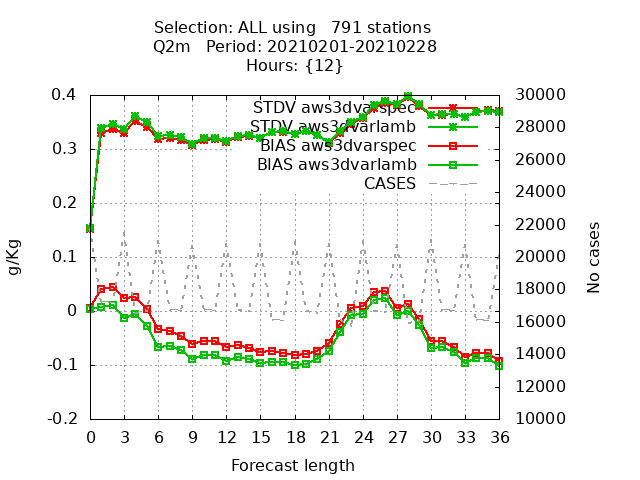 Selection: ALL using   791 stations
Q2m   Period: 20210201-20210228
Hours: {12}
STDV aws3dvarspec
STDV aws3dvarlamb
BIAS aws3dvarspec
BIAS aws3dvarlamb
CASES
0.4
0.3
0.2
0.1
0
-0.1
-0.2
g/Kg
30000
28000
26000
24000
22000
20000
18000
16000
14000
12000
10000
No cases
0 3 6 9 12 15 18 21 24 27 30 33 36
Forecast length